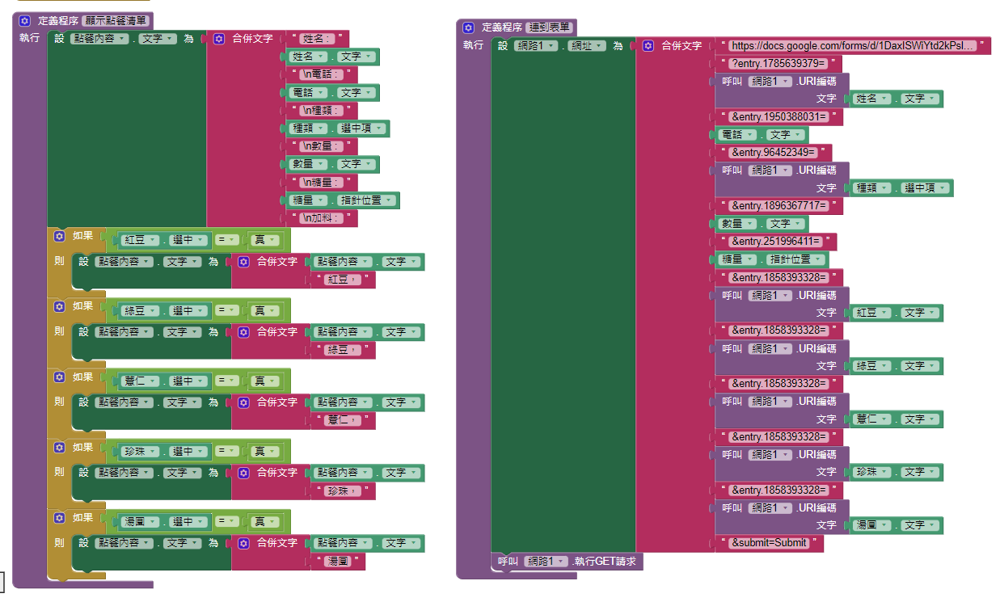 定義程序 顯示點餐清單
執行 設 點餐內容 . 文字 為 合併文字 “ 姓名： ”
姓名 . 文字
“ \n電話： ”
電話 . 文字
“ \n種類： ”
種類 . 選中項
“ \n數量： ”
數量 . 文字
“ \n糖量： ”
糖量 . 指針位置
“ \n加料： ”
如果 紅豆 . 選中 = 真
則 設 點餐內容 . 文字 為 合併文字 點餐內容 . 文字
“ 紅豆， ”
如果 綠豆 . 選中 = 真
則 設 點餐內容 . 文字 為 合併文字 點餐內容 . 文字
“ 綠豆， ”
如果 薏仁 . 選中 = 真
則 設 點餐內容 . 文字 為 合併文字 點餐內容 . 文字
“ 薏仁， ”
如果 珍珠 . 選中 = 真
則 設 點餐內容 . 文字 為 合併文字 點餐內容 . 文字
“ 珍珠， ”
如果 湯圓 . 選中 = 真
則 設 點餐內容 . 文字 為 合併文字 點餐內容 . 文字
“ 湯圓 ”
定義程序 連到表單
執行 設 網路1 . 網址 為 合併文字 “ https://docs.google.com/forms/d/1DaxISWiYtd2kPsl... ”
“ ?entry.1785639379= ”
呼叫 網路1 .URI編碼
文字 姓名 . 文字
“ &entry.1950388031= ”
電話 . 文字
“ &entry.96452349= ”
呼叫 網路1 .URI編碼
文字 種類 . 選中項
“ &entry.1896367717= ”
數量 . 文字
“ &entry.251996411= ”
糖量 . 指針位置
“ &entry.1858393328= ”
呼叫 網路1 .URI編碼
文字 紅豆 . 文字
“ &entry.1858393328= ”
呼叫 網路1 .URI編碼
文字 綠豆 . 文字
“ &entry.1858393328= ”
呼叫 網路1 .URI編碼
文字 薏仁 . 文字
“ &entry.1858393328= ”
呼叫 網路1 .URI編碼
文字 珍珠 . 文字
“ &entry.1858393328= ”
呼叫 網路1 .URI編碼
文字 湯圓 . 文字
“ &submit=Submit ”
呼叫 網路1 .執行GET請求